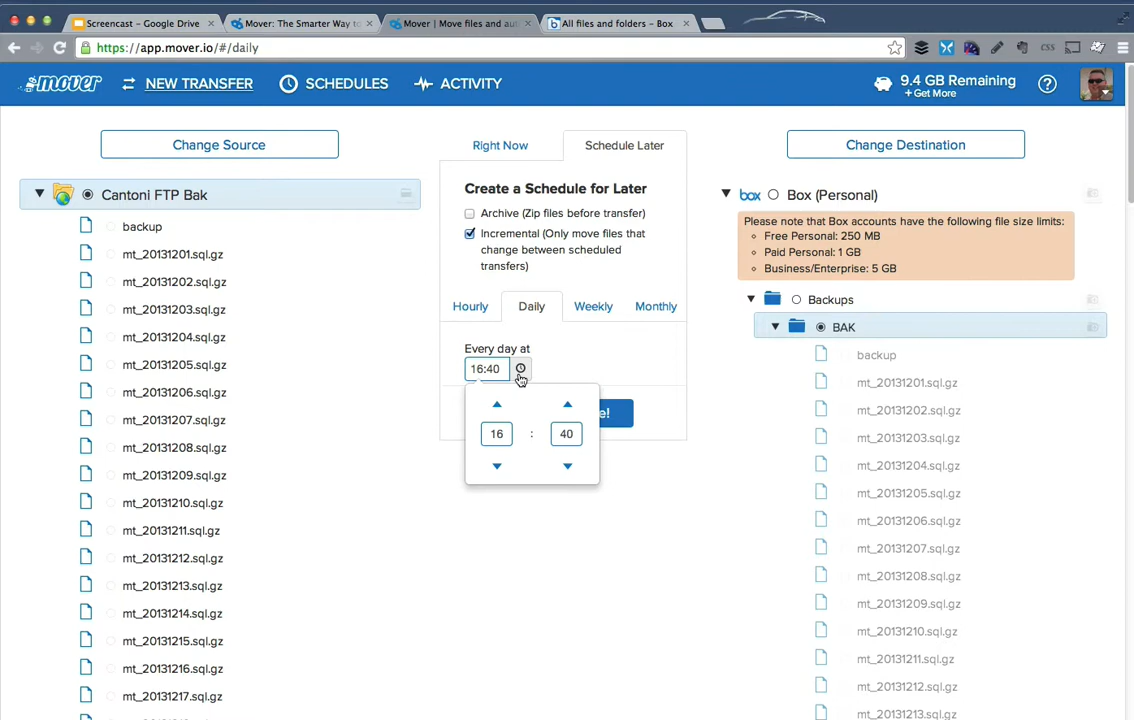 Screencast - Google Drive
Mover: The Smarter Way to
Mover | Move files and aut
All files and folders - Box
https://app.mover.io/#/daily
CSS
mover
NEW TRANSFER
SCHEDULES
ACTIVITY
9.4 GB Remaining
+ Get More
?
Change Source
Right Now
Schedule Later
Change Destination
Cantoni FTP Bak
backup
mt_20131201.sql.gz
mt_20131202.sql.gz
mt_20131203.sql.gz
mt_20131204.sql.gz
mt_20131205.sql.gz
mt_20131206.sql.gz
mt_20131207.sql.gz
mt_20131208.sql.gz
mt_20131209.sql.gz
mt_20131210.sql.gz
mt_20131211.sql.gz
mt_20131212.sql.gz
mt_20131213.sql.gz
mt_20131214.sql.gz
mt_20131215.sql.gz
mt_20131216.sql.gz
mt_20131217.sql.gz
Create a Schedule for Later
Archive (Zip files before transfer)
Incremental (Only move files that
change between scheduled
transfers)
Hourly
Daily
Weekly
Monthly
Every day at
16:40
e!
16 : 40
box
Box (Personal)
Please note that Box accounts have the following file size limits:
Free Personal: 250 MB
Paid Personal: 1 GB
Business/Enterprise: 5 GB
Backups
BAK
backup
mt_20131201.sql.gz
mt_20131202.sql.gz
mt_20131203.sql.gz
mt_20131204.sql.gz
mt_20131205.sql.gz
mt_20131206.sql.gz
mt_20131207.sql.gz
mt_20131208.sql.gz
mt_20131209.sql.gz
mt_20131210.sql.gz
mt_20131211.sql.gz
mt_20131212.sql.gz
mt_20131213.sql.gz